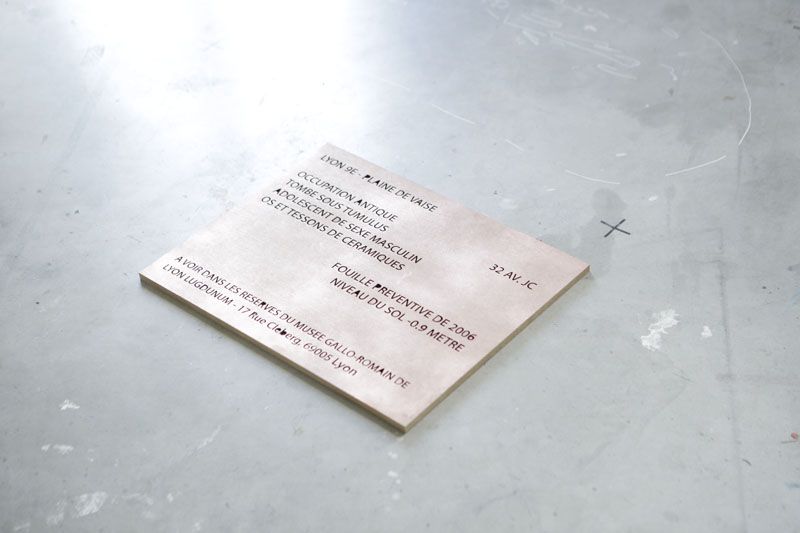 LYON 9E - PLAINE DE VAISE
OCCUPATION ANTIQUE
TOMBE SOUS TUMULUS
ADOLESCENT DE SEXE MASCULIN
OS ET TESSONS DE CERAMIQUES
32 AV. JC
FOUILLE PREVENTIVE DE 2006
NIVEAU DU SOL -0.9 METRE
A VOIR DANS LES RESERVES DU MUSEE GALLO-ROMAIN DE
LYON LUGDUNUM - 17 Rue Cleberg, 69005 Lyon